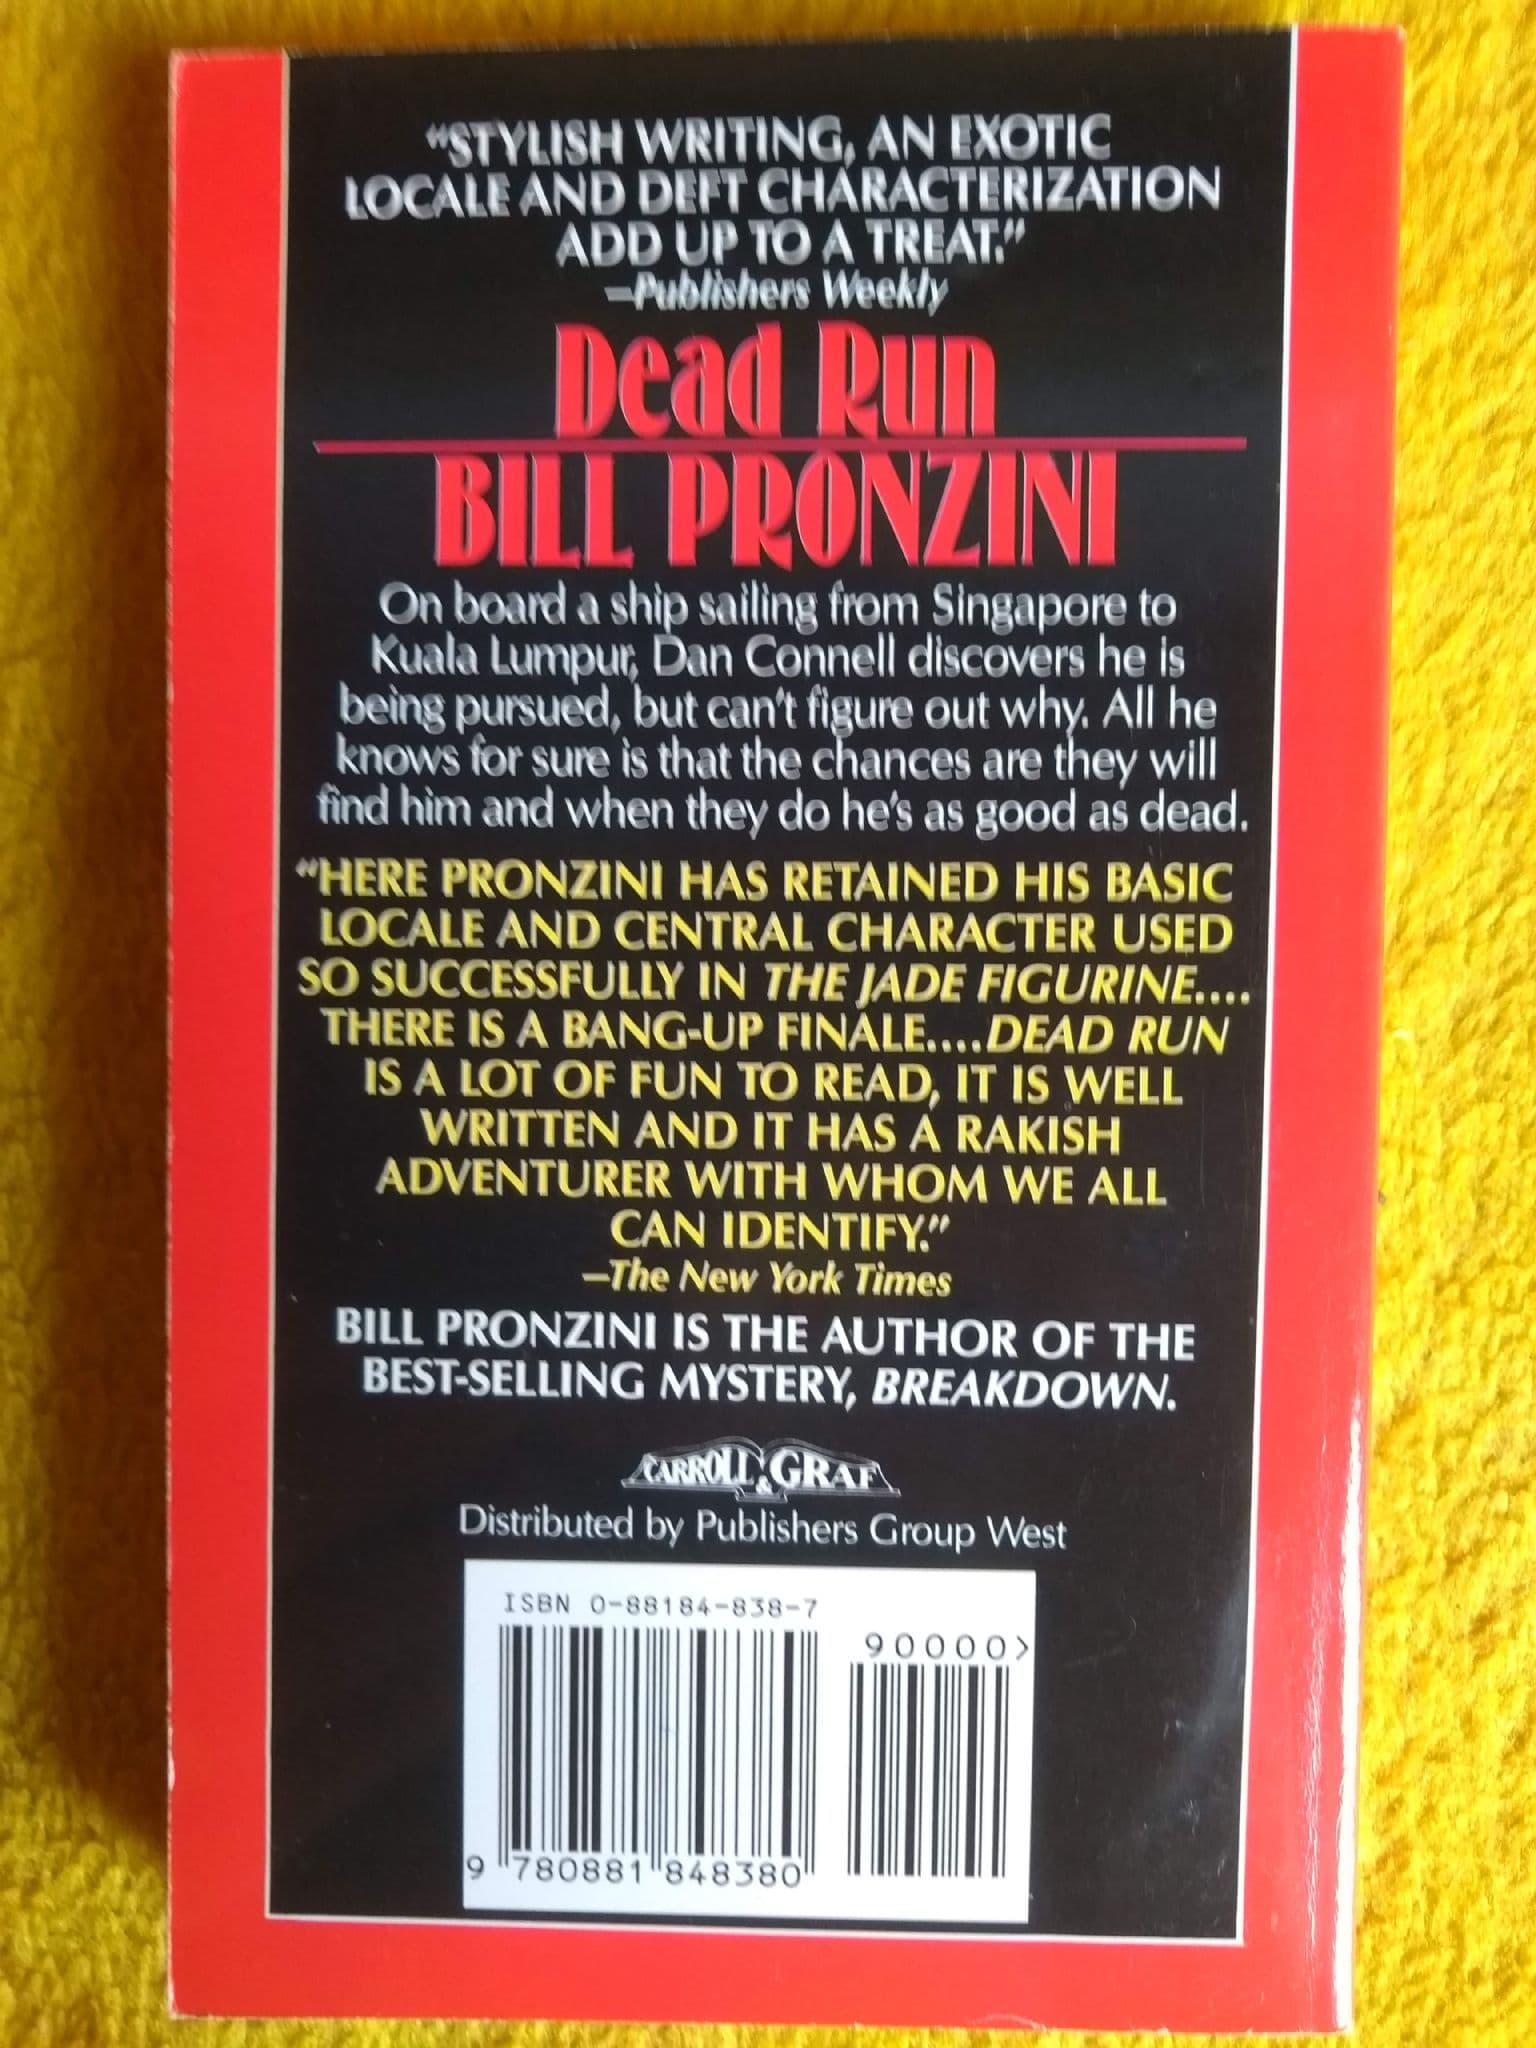 “STYLISH WRITING, AN EXOTIC
LOCALE AND DEFT CHARACTERIZATION
ADD UP TO A TREAT.”
—Publishers Weekly
Dead Run
BILL PRONZINI
On board a ship sailing from Singapore to
Kuala Lumpur, Dan Connell discovers he is
being pursued, but can't figure out why. All he
knows for sure is that the chances are they will
find him and when they do he's as good as dead.
“HERE PRONZINI HAS RETAINED HIS BASIC
LOCALE AND CENTRAL CHARACTER USED
SO SUCCESSFULLY IN THE JADE FIGURINE....
THERE IS A BANG-UP FINALE....DEAD RUN
IS A LOT OF FUN TO READ, IT IS WELL
WRITTEN AND IT HAS A RAKISH
ADVENTURER WITH WHOM WE ALL
CAN IDENTIFY.”
—The New York Times
BILL PRONZINI IS THE AUTHOR OF THE
BEST-SELLING MYSTERY, BREAKDOWN.
CARROLL & GRAF
Distributed by Publishers Group West
ISBN 0-88184-838-7
90000>
9 780881 848380